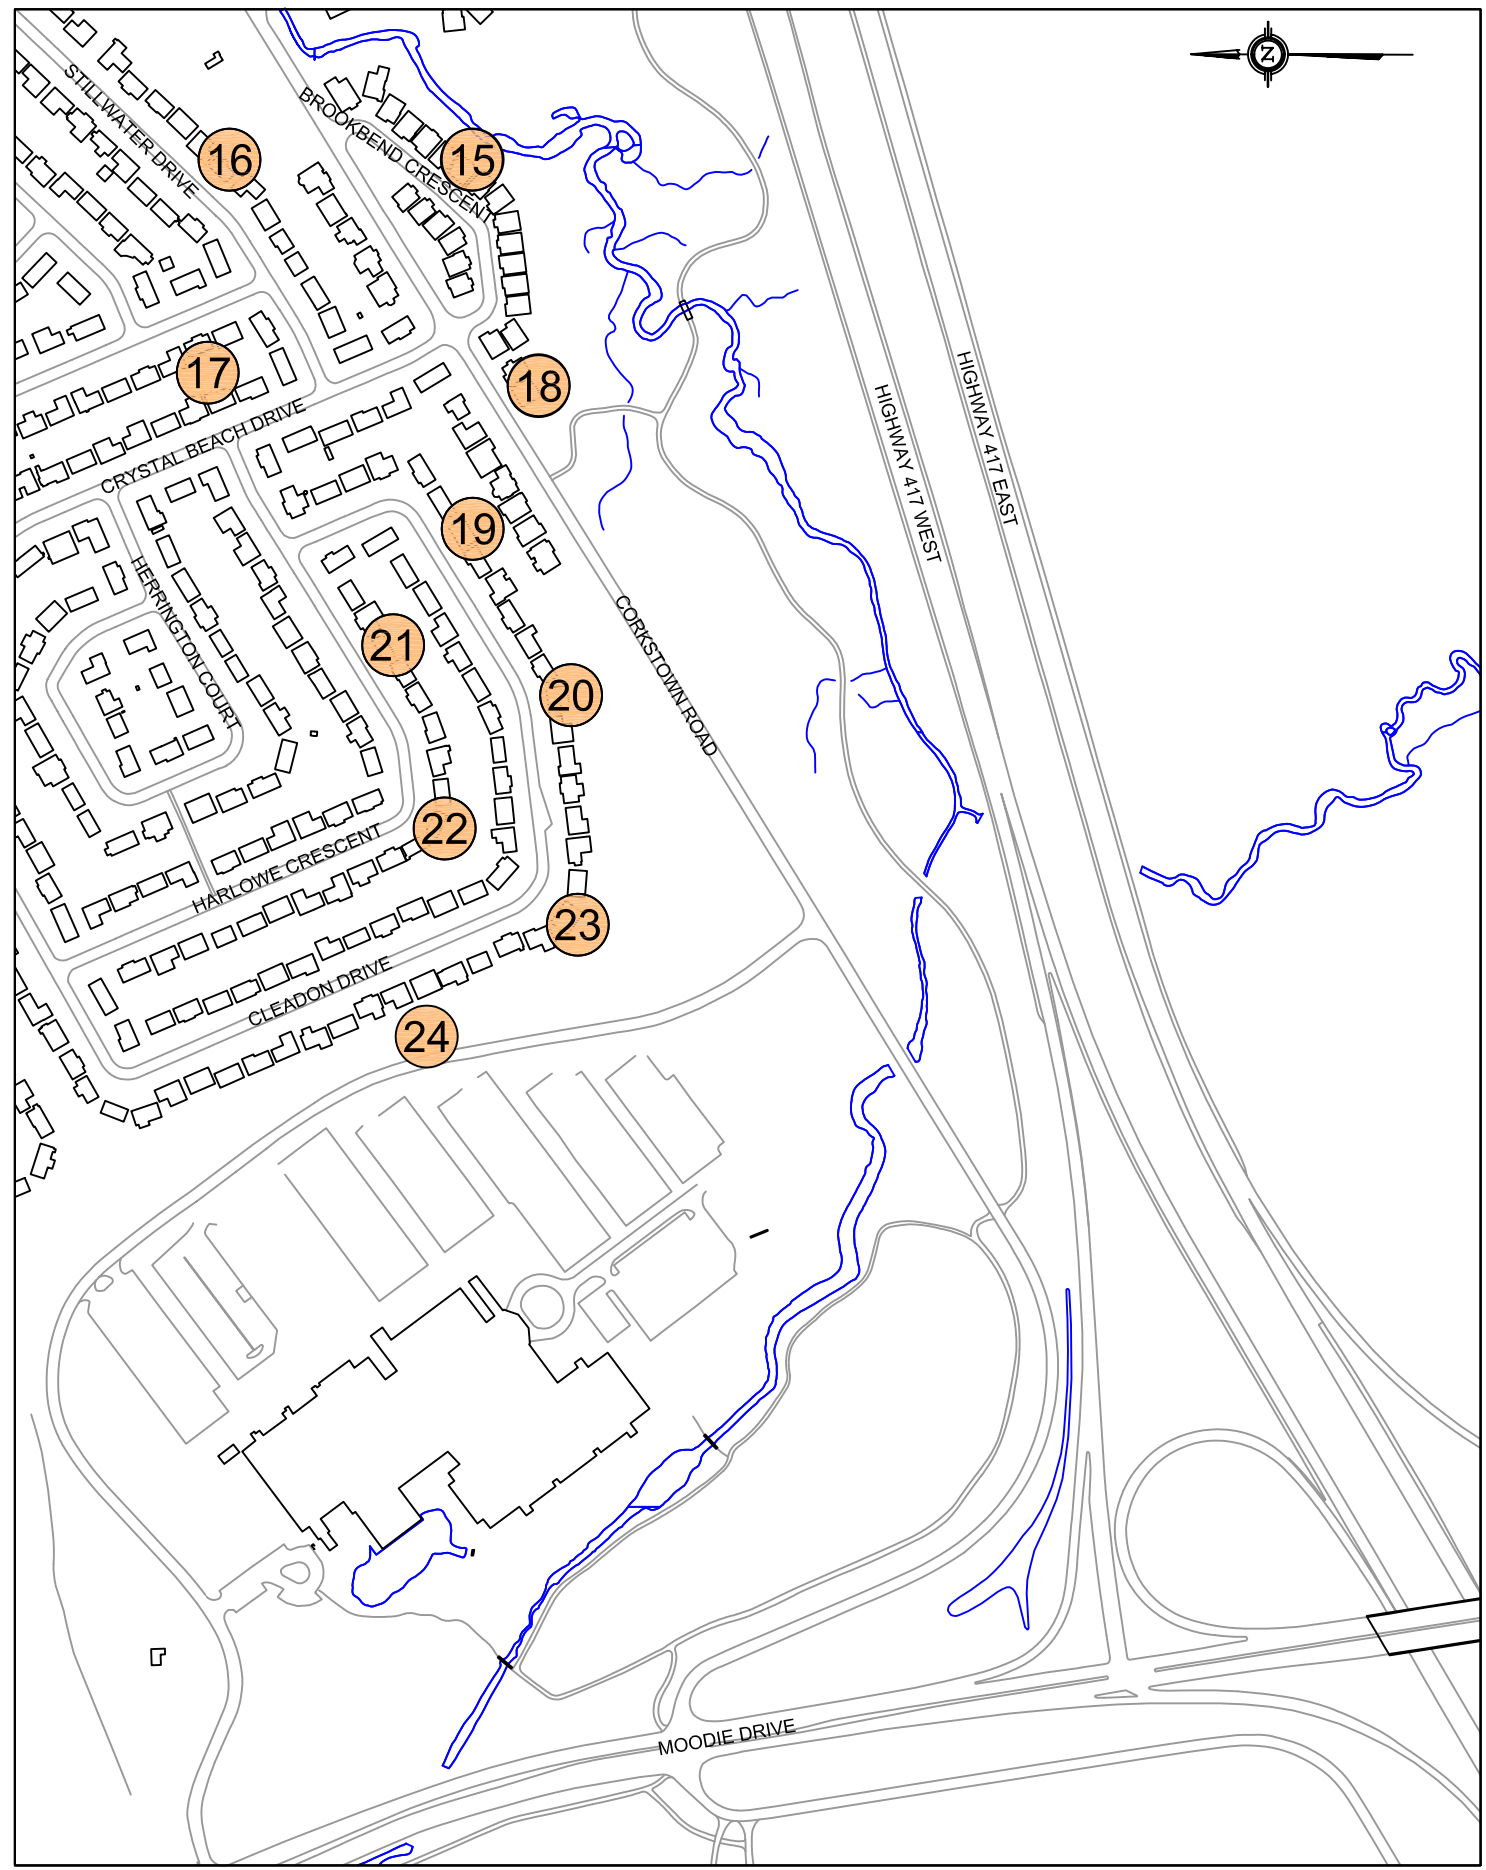 N
STILLWATER DRIVE
BROOKBEND CRESCENT
16
15
17
18
CRYSTAL BEACH DRIVE
HIGHWAY 417 WEST
HIGHWAY 417 EAST
19
HERRINGTON COURT
CORKSTOWN ROAD
21
20
22
HARLOWE CRESCENT
23
CLEADON DRIVE
24
MOODIE DRIVE